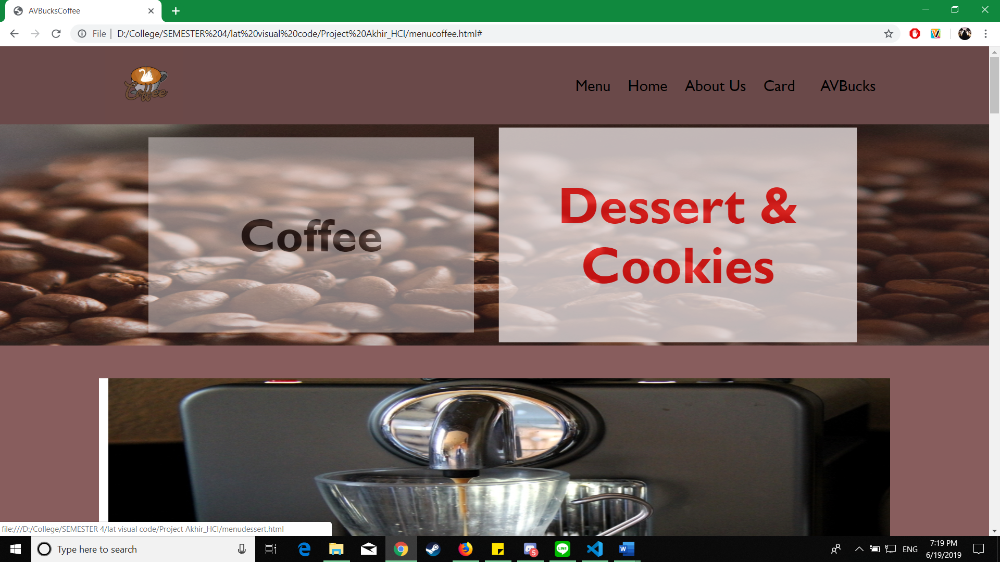 AVBucksCoffee
File | D:/College/SEMESTER%204/lat%20visual%20code/Project%20Akhir_HCI/menucoffee.html#
Coffee
Menu Home About Us Card AVBucks
Coffee
Dessert &
Cookies
file:///D:/College/SEMESTER 4/lat visual code/Project Akhir_HCI/menudessert.html
Type here to search
5
LINE
ENG
7:19 PM
6/19/2019